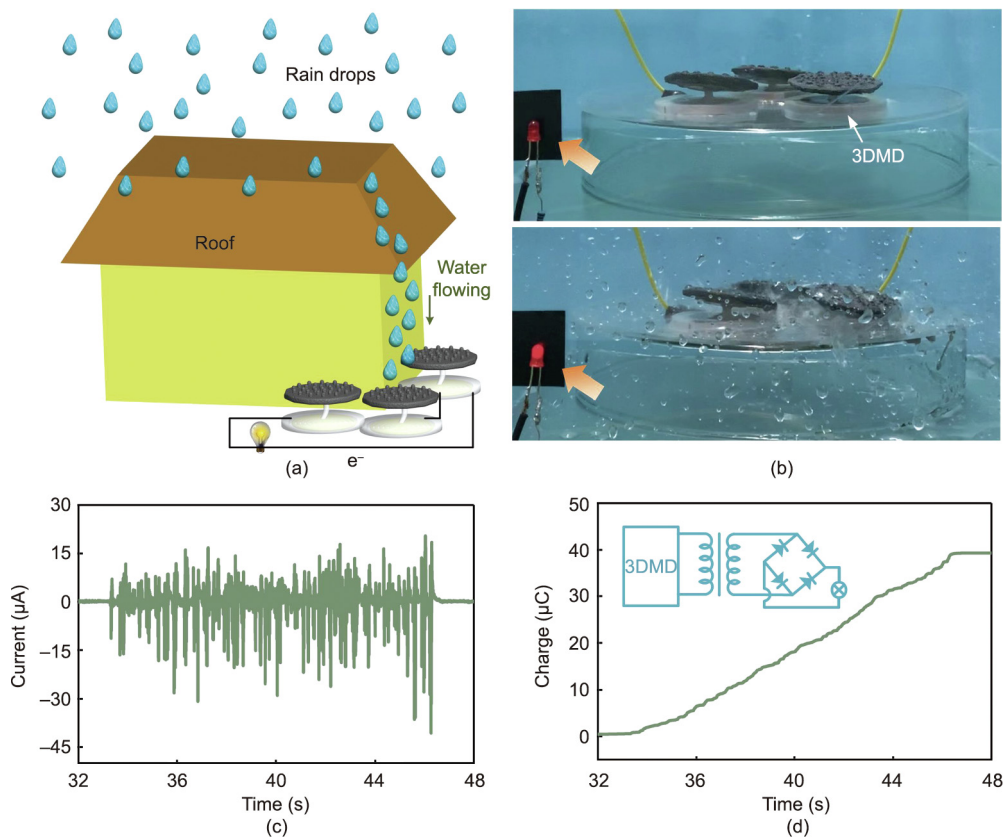 Rain drops
Roof
Water
flowing
e⁻
(a)
3DMD
(b)
Current (μA)
30
15
0
–15
–30
–45
32
36
40
44
48
Time (s)
(c)
Charge (μC)
50
40
30
20
10
0
3DMD
32
36
40
44
48
Time (s)
(d)